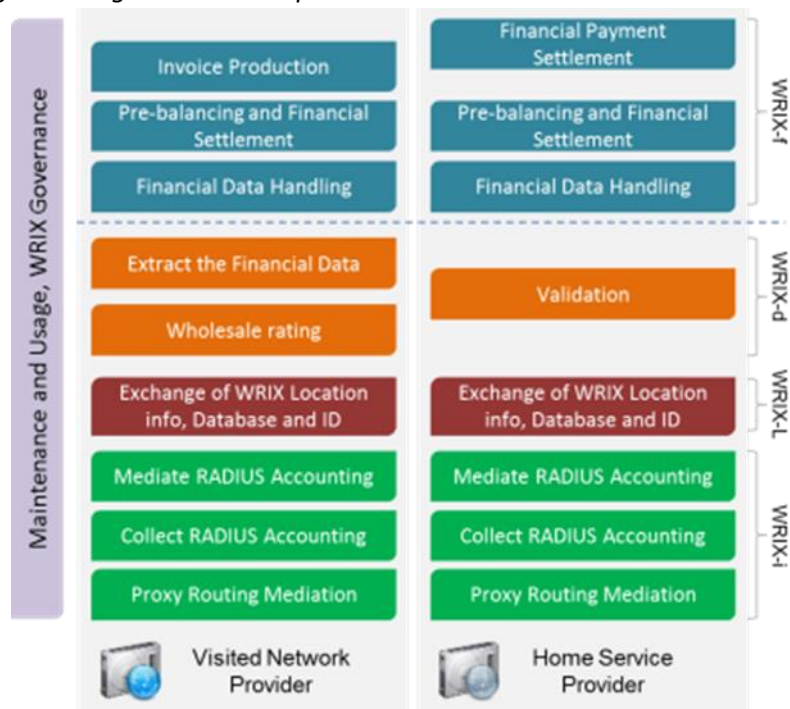 Maintenance and Usage, WRIX Governance
Invoice Production
Pre-balancing and Financial
Settlement
Financial Data Handling
Extract the Financial Data
Wholesale rating
Exchange of WRIX Location
info, Database and ID
Mediate RADIUS Accounting
Collect RADIUS Accounting
Proxy Routing Mediation
Visited Network
Provider
Financial Payment
Settlement
Pre-balancing and Financial
Settlement
Financial Data Handling
Validation
Exchange of WRIX Location
info, Database and ID
Mediate RADIUS Accounting
Collect RADIUS Accounting
Proxy Routing Mediation
Home Service
Provider
WRIX-f
WRIX-d
WRIX-L
WRIX-i